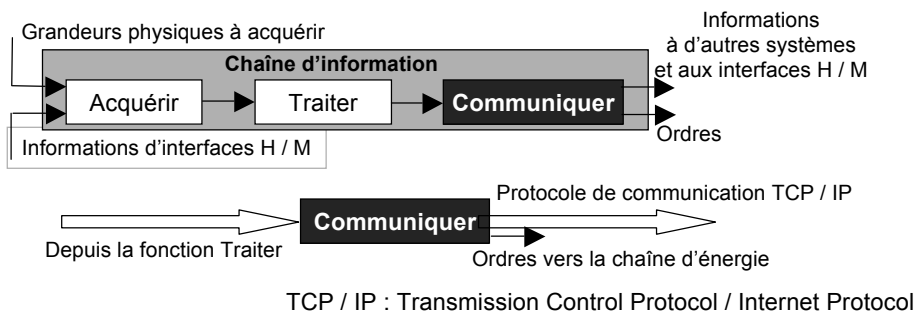 Grandeurs physiques à acquérir
Informations
à d'autres systèmes
et aux interfaces H / M
Chaîne d'information
Acquérir
Traiter
Communiquer
Ordres
Informations d'interfaces H / M
Protocole de communication TCP / IP
Communiquer
Depuis la fonction Traiter
Ordres vers la chaîne d'énergie
TCP / IP : Transmission Control Protocol / Internet Protocol